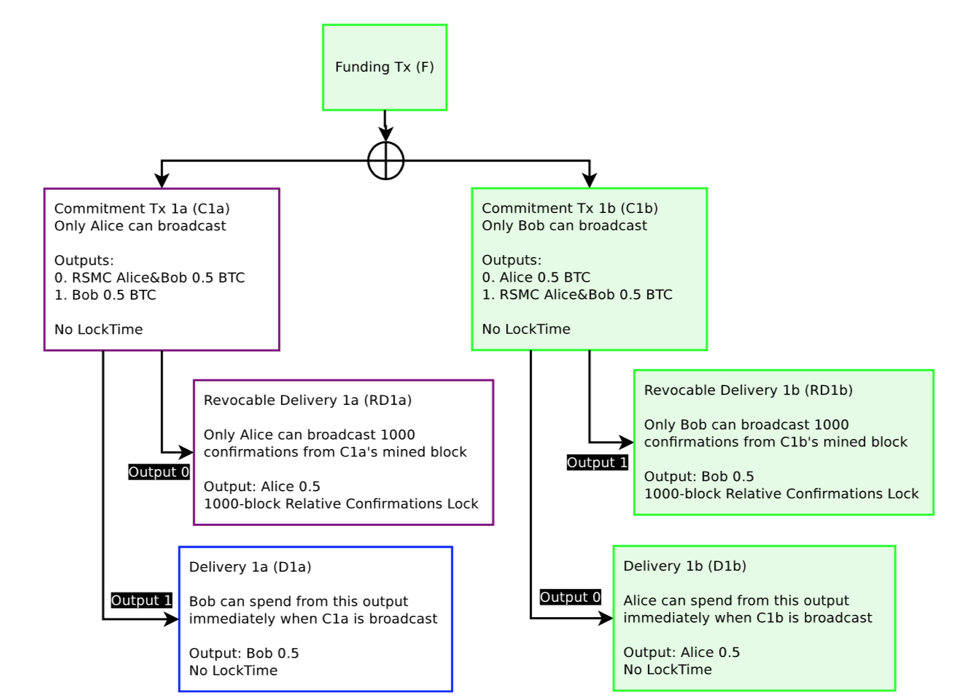 Funding Tx (F)
Commitment Tx 1a (C1a)
Only Alice can broadcast
Outputs:
0. RSMC Alice&Bob 0.5 BTC
1. Bob 0.5 BTC
No LockTime
Commitment Tx 1b (C1b)
Only Bob can broadcast
Outputs:
0. Alice 0.5 BTC
1. RSMC Alice&Bob 0.5 BTC
No LockTime
Output 0
Revocable Delivery 1a (RD1a)
Only Alice can broadcast 1000
confirmations from C1a's mined block
Output: Alice 0.5
1000-block Relative Confirmations Lock
Output 1
Revocable Delivery 1b (RD1b)
Only Bob can broadcast 1000
confirmations from C1b's mined block
Output: Bob 0.5
1000-block Relative Confirmations Lock
Output 1
Delivery 1a (D1a)
Bob can spend from this output
immediately when C1a is broadcast
Output: Bob 0.5
No LockTime
Output 0
Delivery 1b (D1b)
Alice can spend from this output
immediately when C1b is broadcast
Output: Alice 0.5
No LockTime